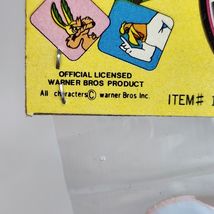 OFFICIAL LICENSED
WARNER BROS PRODUCT
All characters © warner Bros Inc.
ITEM#